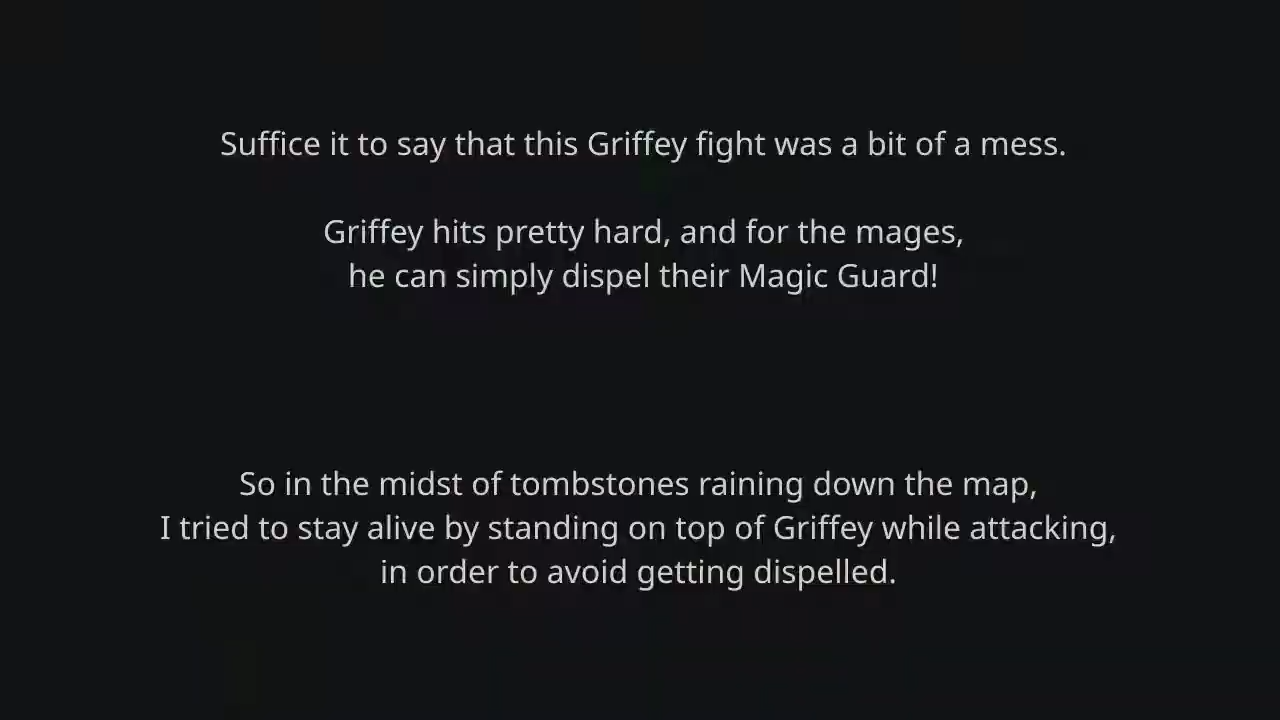 Suffice it to say that this Griffey fight was a bit of a mess.
Griffey hits pretty hard, and for the mages,
he can simply dispel their Magic Guard!
So in the midst of tombstones raining down the map,
I tried to stay alive by standing on top of Griffey while attacking,
in order to avoid getting dispelled.